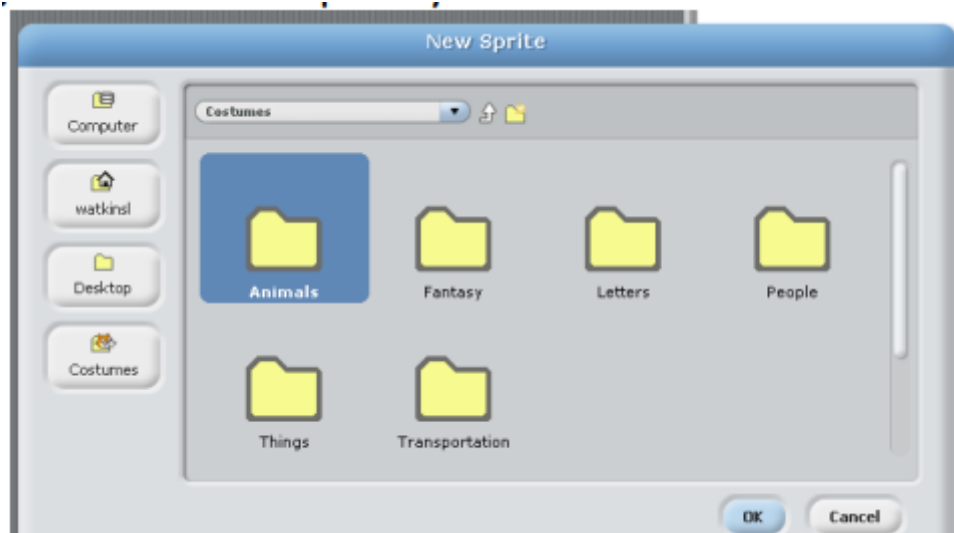 New Sprite
Computer
watkinsl
Desktop
Costumes
Costumes
Animals Fantasy Letters People
Things Transportation
OK Cancel